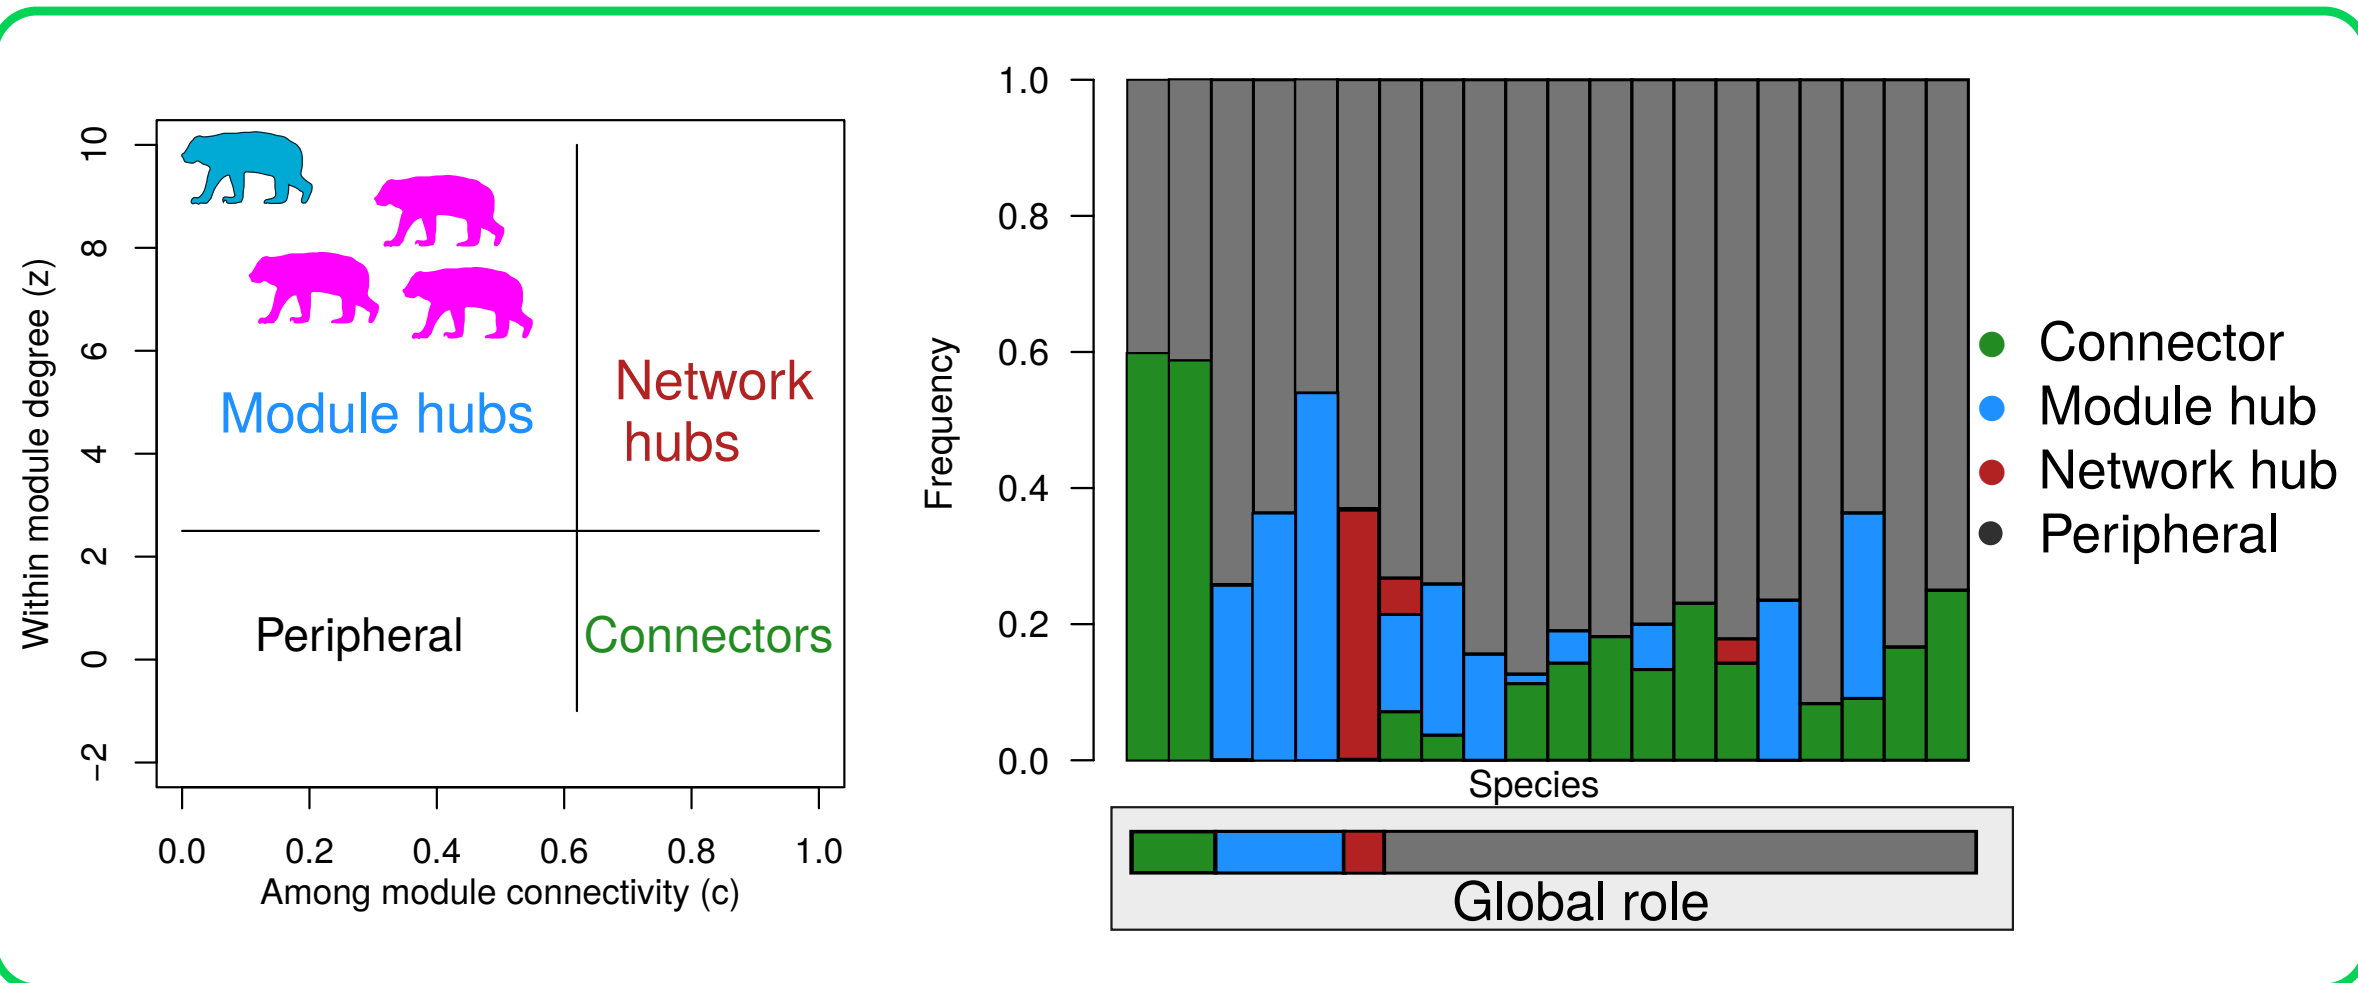 10
8
6
4
2
0
−2
Within module degree (z)
Module hubs
Network
hubs
Peripheral
Connectors
0.0 0.2 0.4 0.6 0.8 1.0
Among module connectivity (c)
1.0
0.8
0.6
0.4
0.2
0.0
Frequency
Species
Connector
Module hub
Network hub
Peripheral
Global role